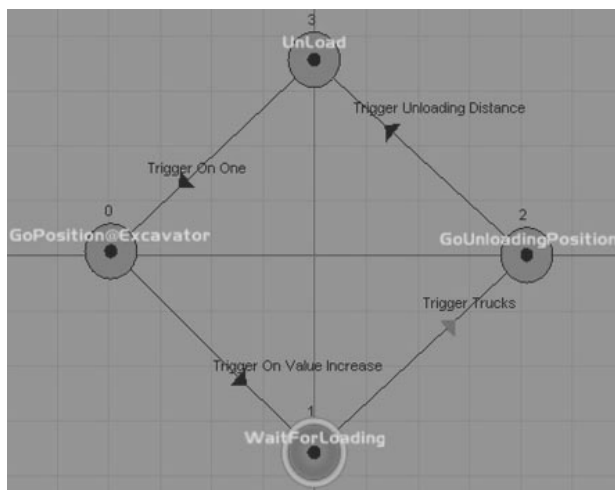 3
UnLoad
Trigger Unloading Distance
Trigger On One
0
2
GoPosition@Excavator
GoUnloadingPosition
Trigger Trucks
Trigger On Value Increase
1
WaitForLoading